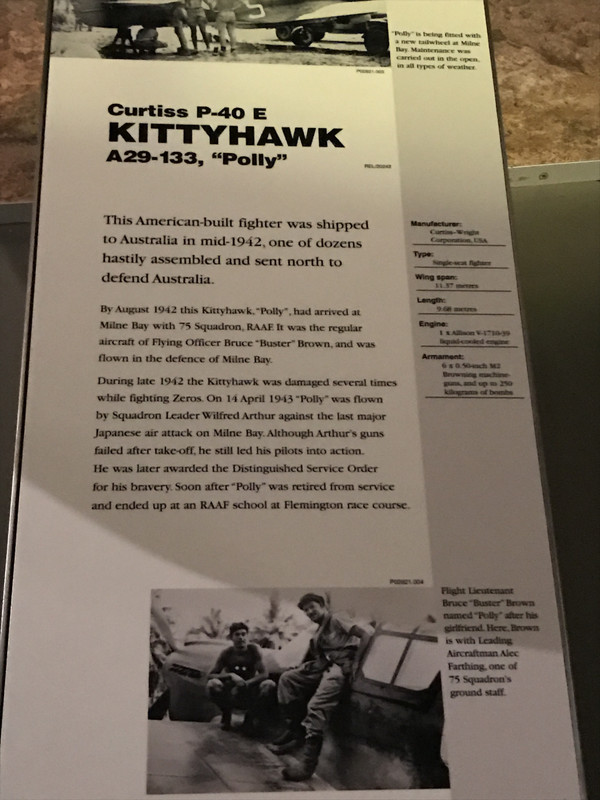 "Polly" is being fitted with
a new tailwheel at Milne
Bay. Maintenance was
carried out in the open,
in all types of weather.
Curtiss P-40 E
KITTYHAWK
A29-133, "Polly"
This American-built fighter was shipped
to Australia in mid-1942, one of dozens
hastily assembled and sent north to
defend Australia.
By August 1942 this Kittyhawk, "Polly", had arrived at
Milne Bay with 75 Squadron, RAAF. It was the regular
aircraft of Flying Officer Bruce "Buster" Brown, and was
flown in the defence of Milne Bay.
During late 1942 the Kittyhawk was damaged several times
while fighting Zeros. On 14 April 1943 "Polly" was flown
by Squadron Leader Wilfred Arthur against the last major
Japanese air attack on Milne Bay. Although Arthur's guns
failed after take-off, he still led his pilots into action.
He was later awarded the Distinguished Service Order
for his bravery. Soon after "Polly" was retired from service
and ended up at an RAAF school at Flemington race course.
Manufacturer:
Curtiss-Wright
Corporation, USA
Type:
Single-seat fighter
Wing span:
11.37 metres
Length:
9.68 metres
Engine:
1 x Allison V-1710-39
liquid-cooled engine
Armament:
6 x 0.50-inch M2
Browning machine-
guns, and up to 250
kilograms of bombs
Flight Lieutenant
Bruce "Buster" Brown
named "Polly" after his
girlfriend. Here, Brown
is with Leading
Aircraftman Alec
Farthing, one of
75 Squadron's
ground staff.